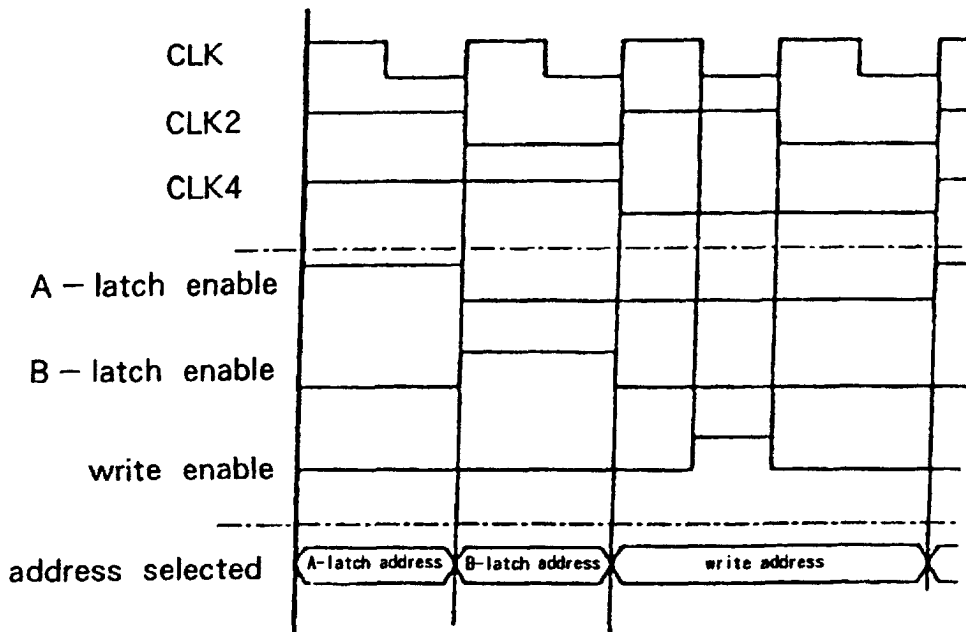 CLK
CLK2
CLK4
A - latch enable
B - latch enable
write enable
address selected
A-latch address
B-latch address
write address